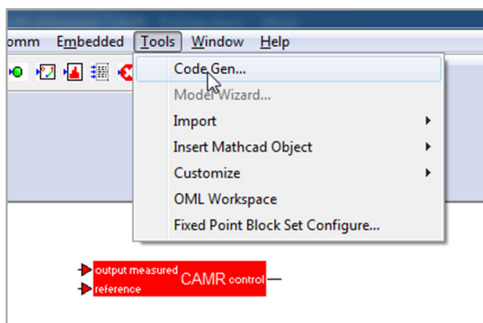 omm Embedded Tools Window Help
Code Gen...
Model Wizard...
Import
Insert Mathcad Object
Customize
OML Workspace
Fixed Point Block Set Configure...
output measured CAMR control
reference